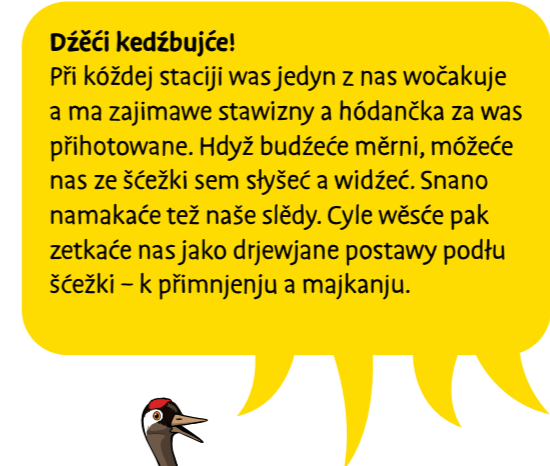 Dźěći kedźbujće!
Při kóždej staciji was jedyn z nas wočakuje
a ma zajimawe stawizny a hódančka za was
přihotowane. Hdyž budźeće měrni, móžeće
nas ze šćežki sem słyšeć a widźeć. Snano
namakaće tež naše slědy. Cyle wěsće pak
zetkaće nas jako drjewjane postawy podłu
šćežki – k přimnjenju a majkanju.